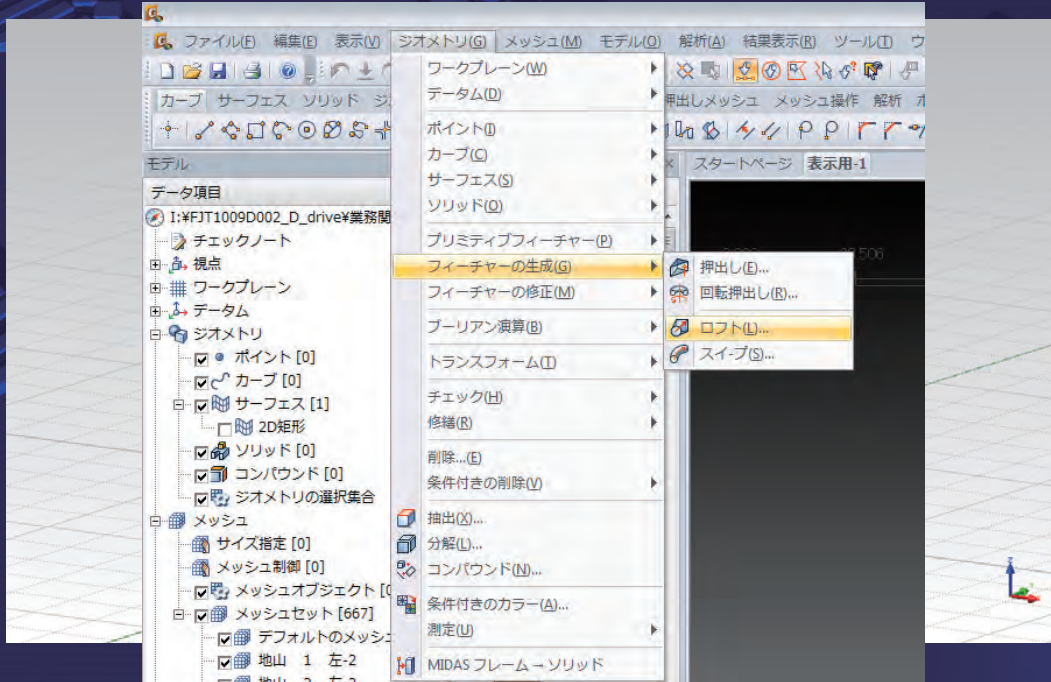 ファイル(F) 編集(E) 表示(V) ジオメトリ(G) メッシュ(M) モデル(O) 解析(A) 結果表示(R) ツール(T) ウ
カーブ サーフェス ソリッド ジ
押出しメッシュ メッシュ操作 解析
モデル
データ項目
I:¥FJT1009D002_D_drive¥業務関
チェックノート
視点
ワークプレーン
データム
ジオメトリ
ポイント [0]
カーブ [0]
サーフェス [1]
2D矩形
ソリッド [0]
コンパウンド [0]
ジオメトリの選択集合
メッシュ
サイズ指定 [0]
メッシュ制御 [0]
メッシュオブジェクト [0
メッシュセット [667]
デフォルトのメッシュ
地山 1 左-2
ワークプレーン(W)
データム(D)
ポイント(I)
カーブ(C)
サーフェス(S)
ソリッド(O)
プリミティブフィーチャー(P)
フィーチャーの生成(G)
フィーチャーの修正(M)
ブーリアン演算(B)
トランスフォーム(T)
チェック(H)
修繕(R)
削除...(E)
条件付きの削除(V)
抽出(X)...
分解(L)...
コンパウンド(N)...
条件付きのカラー(A)...
測定(U)
MIDAS フレーム → ソリッド
押出し(E)...
回転押出し(R)...
ロフト(L)...
スイープ(S)...
スタートページ 表示用-1
z